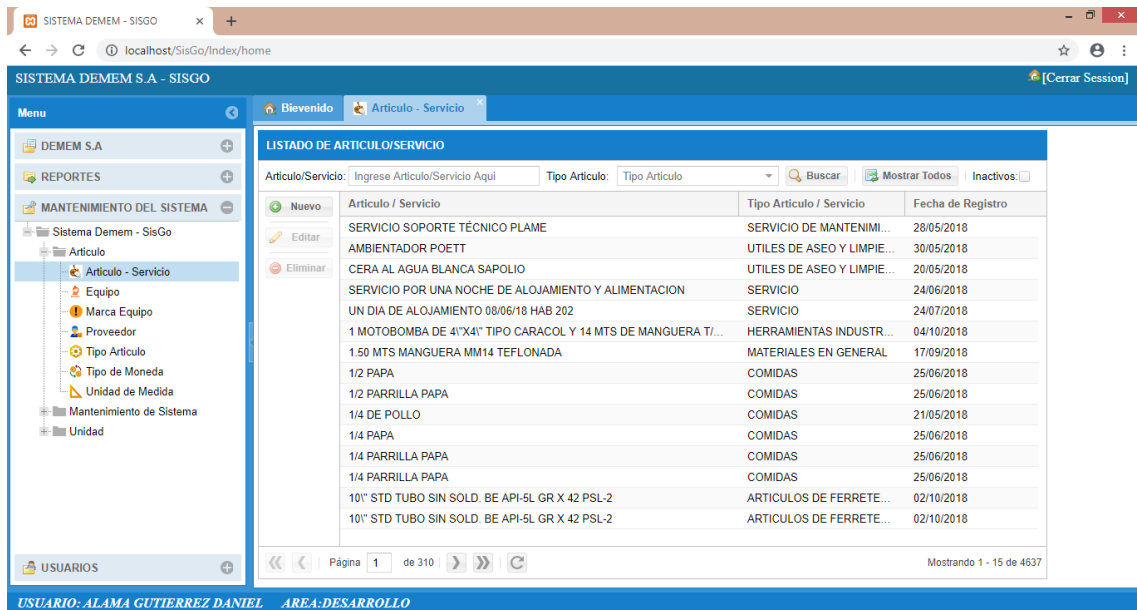 SISTEMA DEMEM - SISGO
localhost/SisGo/Index/home
SISTEMA DEMEM S.A - SISGO
[Cerrar Session]
Menu
Bievenido
Articulo - Servicio
DEMEM S.A
REPORTES
MANTENIMIENTO DEL SISTEMA
Sistema Demem - SisGo
Articulo
Articulo - Servicio
Equipo
Marca Equipo
Proveedor
Tipo Articulo
Tipo de Moneda
Unidad de Medida
Mantenimiento de Sistema
Unidad
USUARIOS
LISTADO DE ARTICULO/SERVICIO
Articulo/Servicio: Ingrese Articulo/Servicio Aqui Tipo Articulo: Tipo Articulo Buscar Mostrar Todos Inactivos:
Nuevo
Editar
Eliminar
Articulo / Servicio Tipo Articulo / Servicio Fecha de Registro
SERVICIO SOPORTE TÉCNICO PLAME SERVICIO DE MANTENIMI... 28/05/2018
AMBIENTADOR POETT UTILES DE ASEO Y LIMPIE... 30/05/2018
CERA AL AGUA BLANCA SAPOLIO UTILES DE ASEO Y LIMPIE... 20/05/2018
SERVICIO POR UNA NOCHE DE ALOJAMIENTO Y ALIMENTACION SERVICIO 24/06/2018
UN DIA DE ALOJAMIENTO 08/06/18 HAB 202 SERVICIO 24/07/2018
1 MOTOBOMBA DE 4\"X4\" TIPO CARACOL Y 14 MTS DE MANGUERA T/... HERRAMIENTAS INDUSTR... 04/10/2018
1.50 MTS MANGUERA MM14 TEFLONADA MATERIALES EN GENERAL 17/09/2018
1/2 PAPA COMIDAS 25/06/2018
1/2 PARRILLA PAPA COMIDAS 25/06/2018
1/4 DE POLLO COMIDAS 21/05/2018
1/4 PAPA COMIDAS 25/06/2018
1/4 PARRILLA PAPA COMIDAS 25/06/2018
1/4 PARRILLA PAPA COMIDAS 25/06/2018
10\" STD TUBO SIN SOLD. BE API-5L GR X 42 PSL-2 ARTICULOS DE FERRETE... 02/10/2018
10\" STD TUBO SIN SOLD. BE API-5L GR X 42 PSL-2 ARTICULOS DE FERRETE... 02/10/2018
Página 1 de 310 Mostrando 1 - 15 de 4637
USUARIO: ALAMA GUTIERREZ DANIEL AREA:DESARROLLO